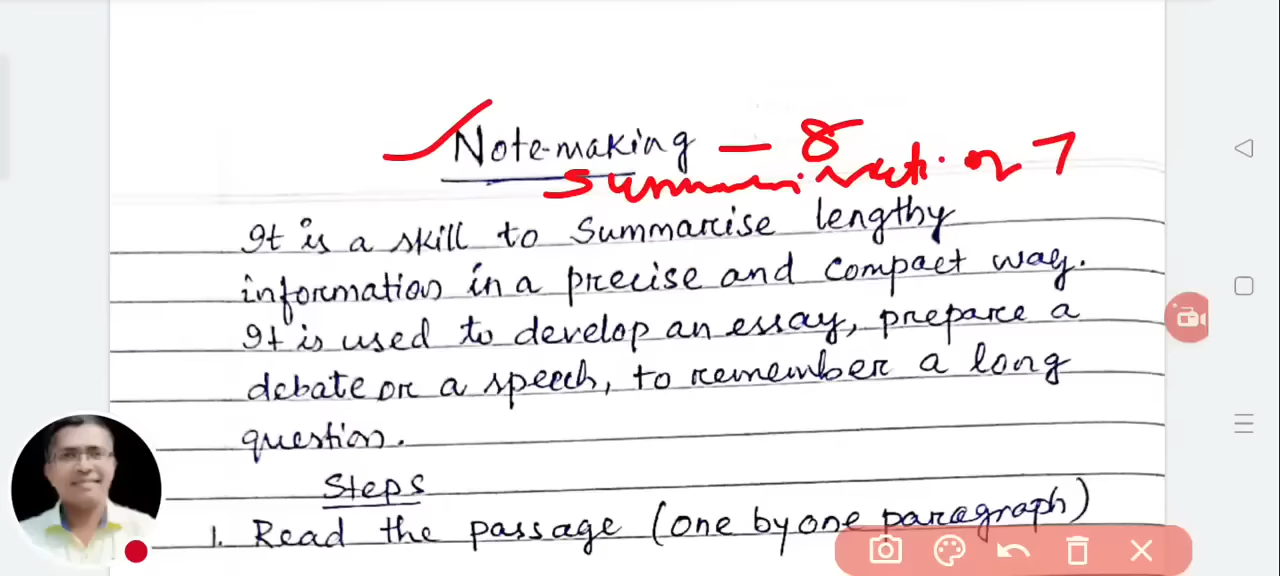 Note-making — 8
Summarization 7
It is a skill to Summarise lengthy
information in a precise and compact way.
It is used to develop an essay, prepare a
debate or a speech, to remember a long
question.
Steps
1. Read the passage (one by one paragraph)